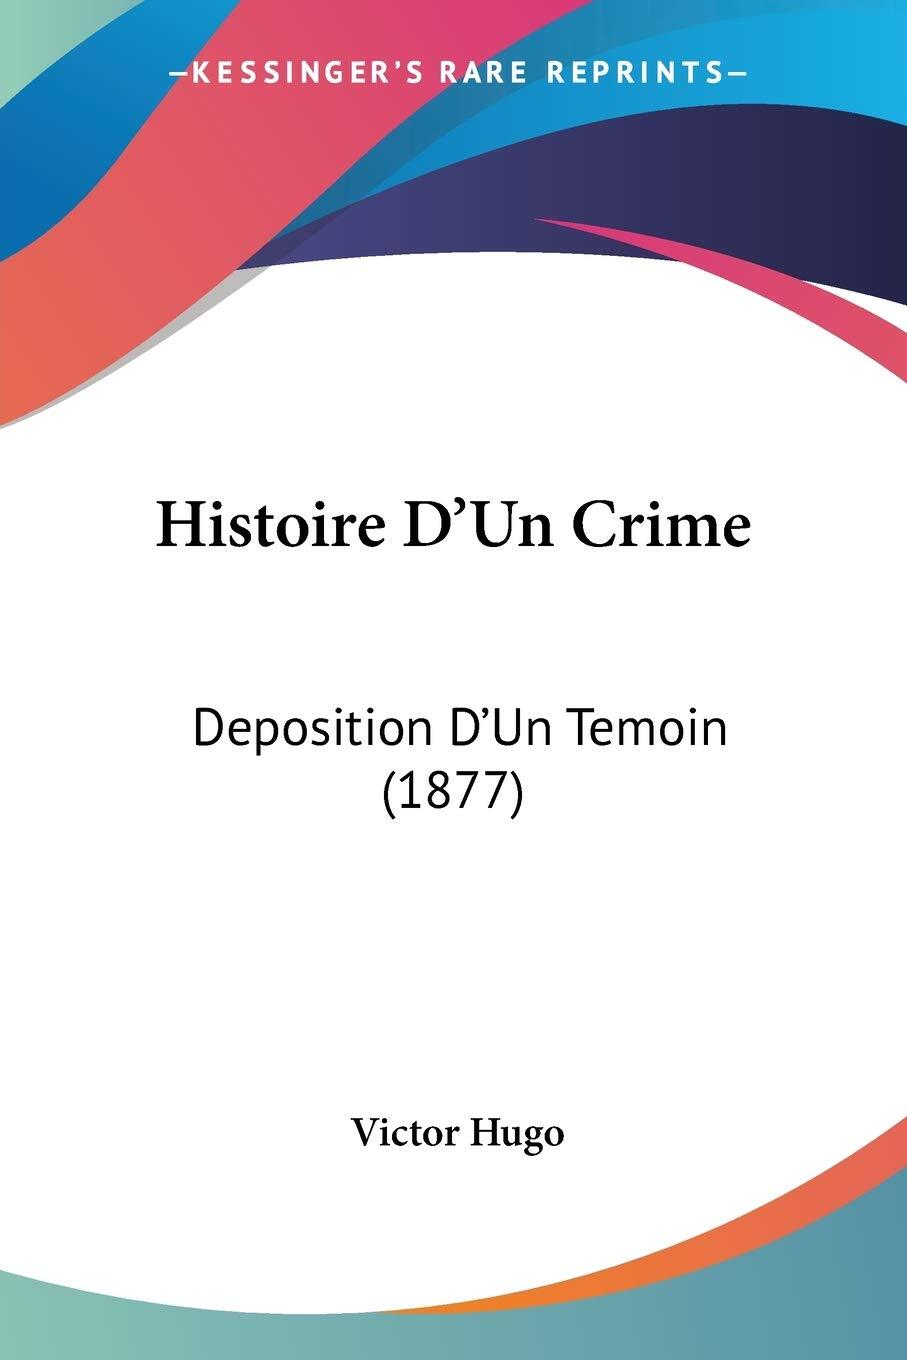 —KESSINGER’S RARE REPRINTS—
Histoire D’Un Crime
Deposition D’Un Temoin
(1877)
Victor Hugo